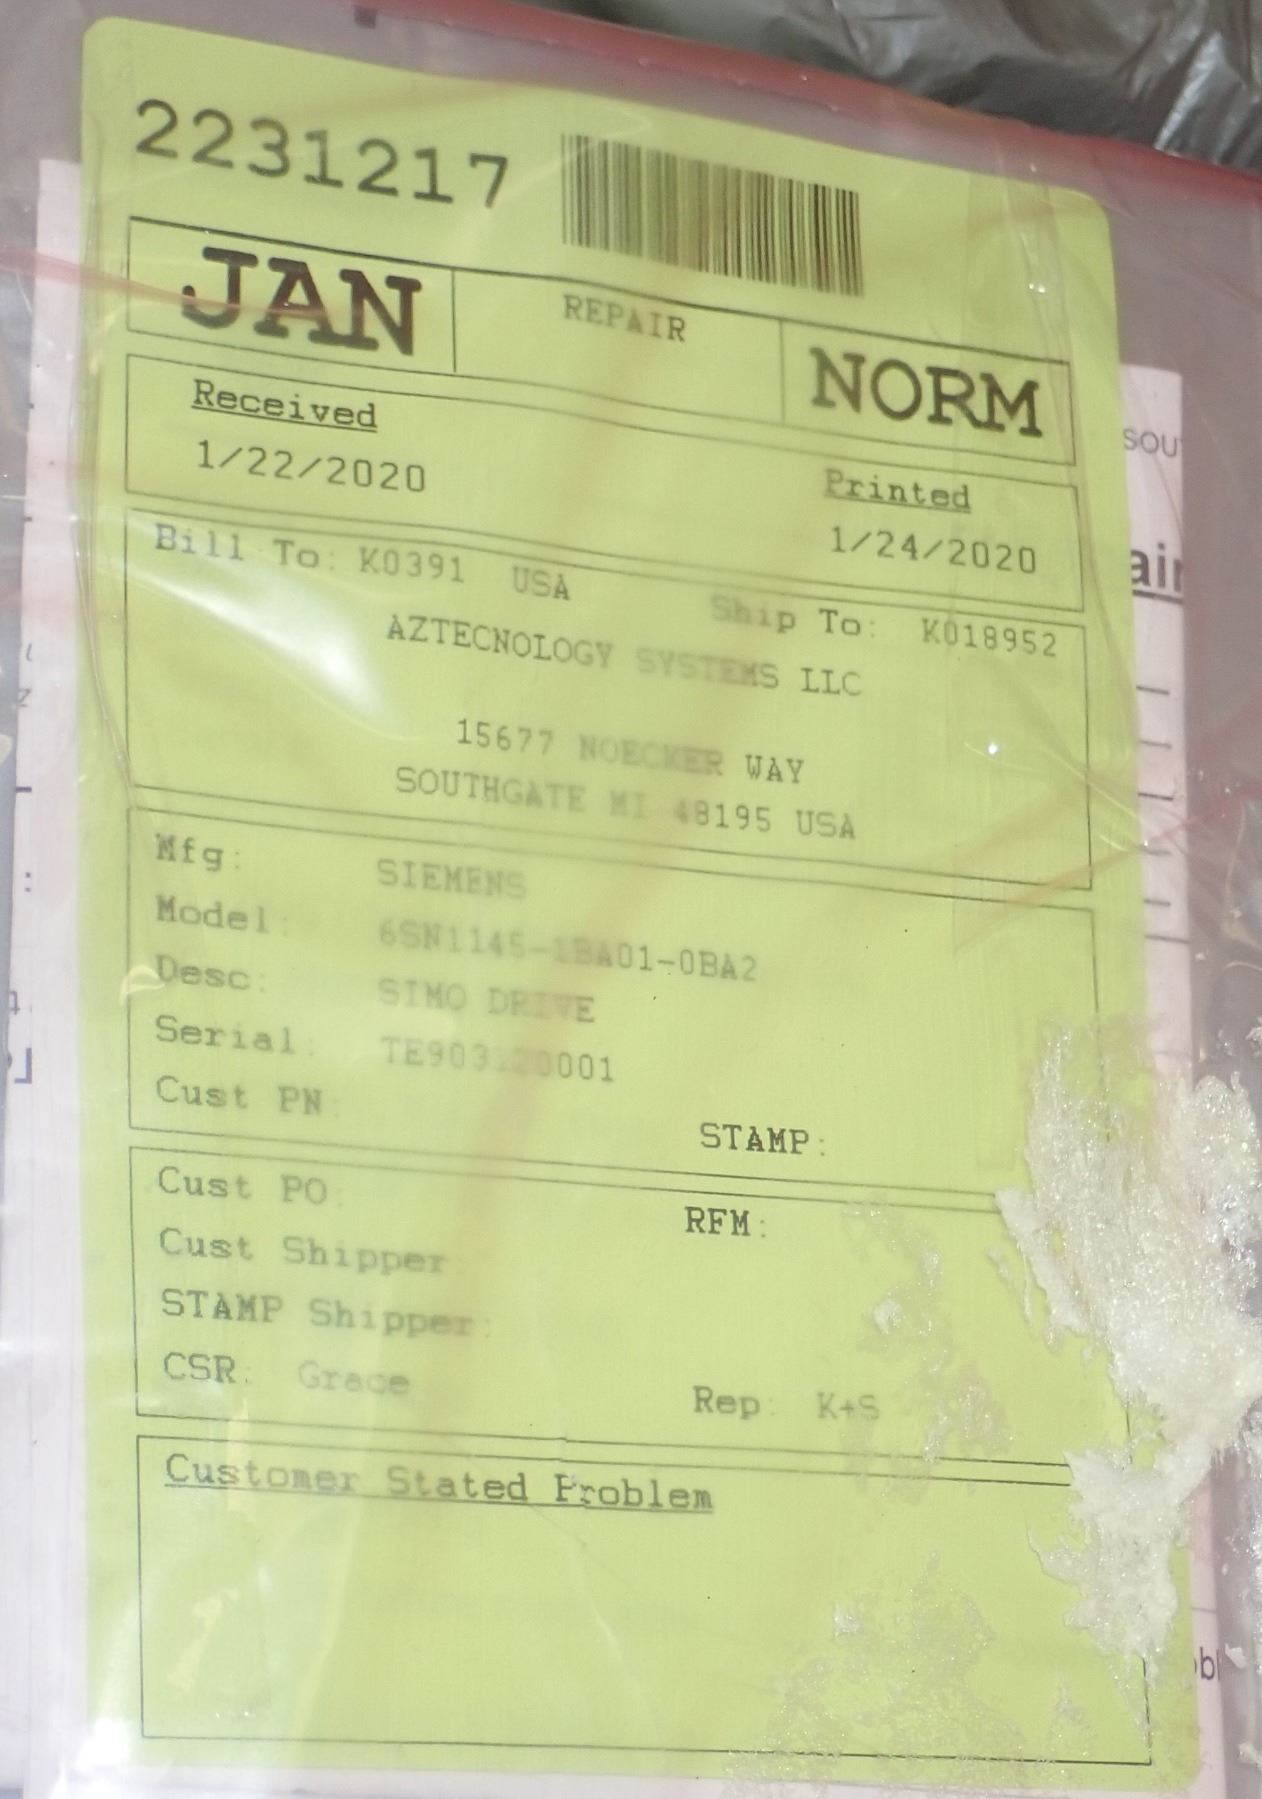 2231217
JAN REPAIR NORM
Received
1/22/2020
Printed
1/24/2020
Bill To: K0391 USA Ship To: K018952
AZTECNOLOGY SYSTEMS LLC
15677 NOECKER WAY
SOUTHGATE MI 48195 USA
Mfg: SIEMENS
Model: 6SN1145-1BA01-0BA2
Desc: SIMO DRIVE
Serial:
Cust PN:
STAMP:
Cust PO:
RFM:
Cust Shipper
STAMP Shipper:
CSR: Grace Rep: K+S
Customer Stated Problem